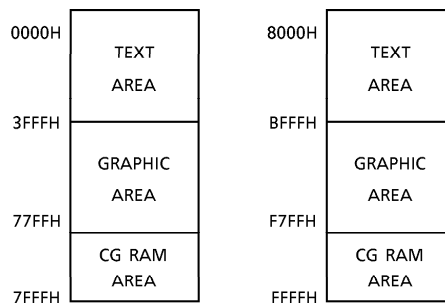 0000H
TEXT
AREA
3FFFH
GRAPHIC
AREA
77FFH
CG RAM
AREA
7FFFH
8000H
TEXT
AREA
BFFFH
GRAPHIC
AREA
F7FFH
CG RAM
AREA
FFFFH